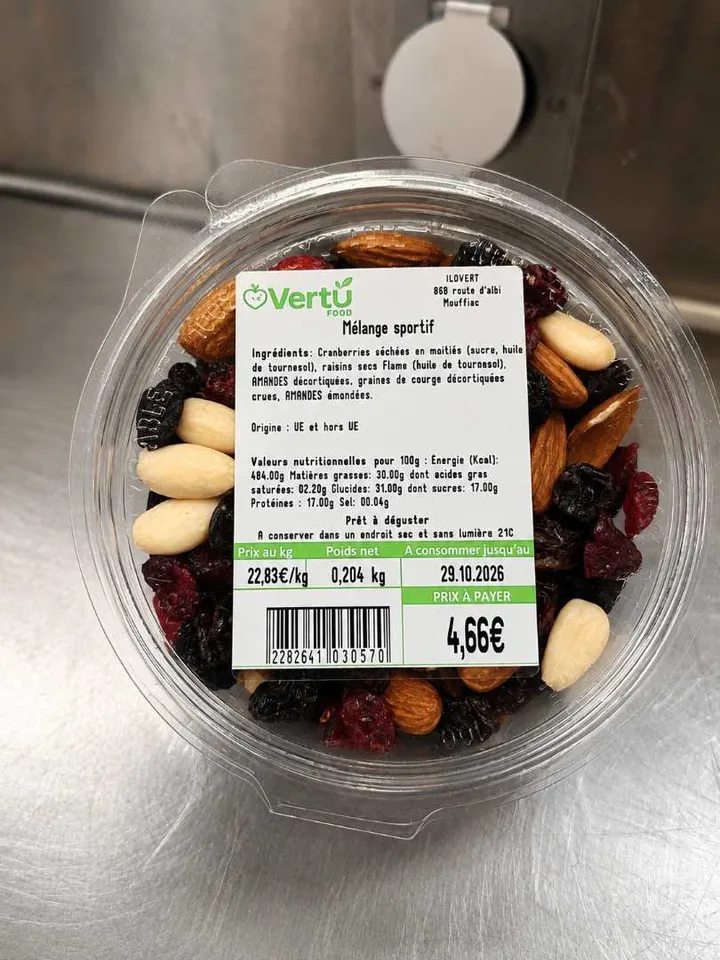 Vertü
FOOD
ILOVERT
868 route d'albi
Mouffiac
Mélange sportif
Ingrédients: Cranberries séchées en moitiés (sucre, huile
de tournesol), raisins secs Flame (huile de tournesol),
AMANDES décortiquées, graines de courge décortiquées
crues, AMANDES émondées.
Origine : UE et hors UE
Valeurs nutritionnelles pour 100g : Energie (Kcal):
484.00g Matières grasses: 30.00g dont acides gras
saturées: 02.20g Glucides: 31.00g dont sucres: 17.00g
Protéines : 17.00g Sel: 00.04g
Prêt à déguster
A conserver dans un endroit sec et sans lumière 21C
Prix au kg Poids net A consommer jusqu'au
22,83€/kg 0,204 kg 29.10.2026
PRIX À PAYER
4,66€
2282641 030570